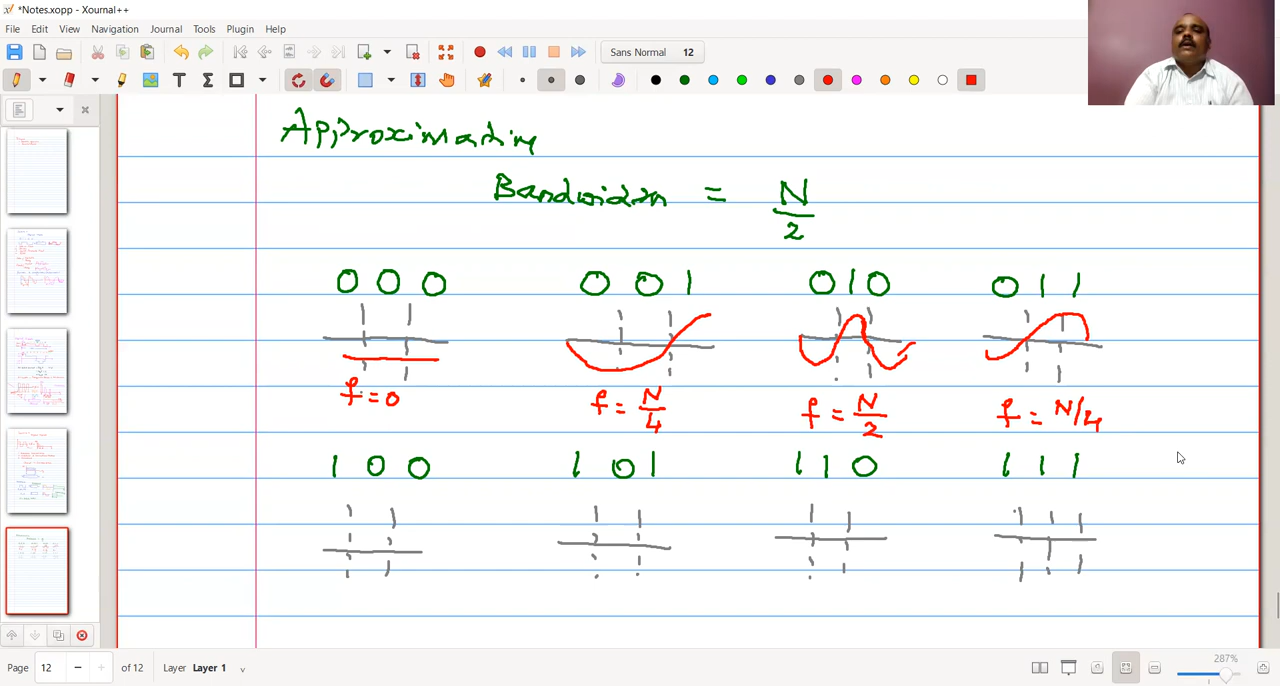 *Notes.xopp - Xournal++
File Edit View Navigation Journal Tools Plugin Help
Sans Normal 12
Approximating
Bandwidth = N/2
000 001 010 011
f = 0 f = N/4 f = N/2 f = N/4
100 101 110 111
Page 12 of 12 Layer Layer 1 287%